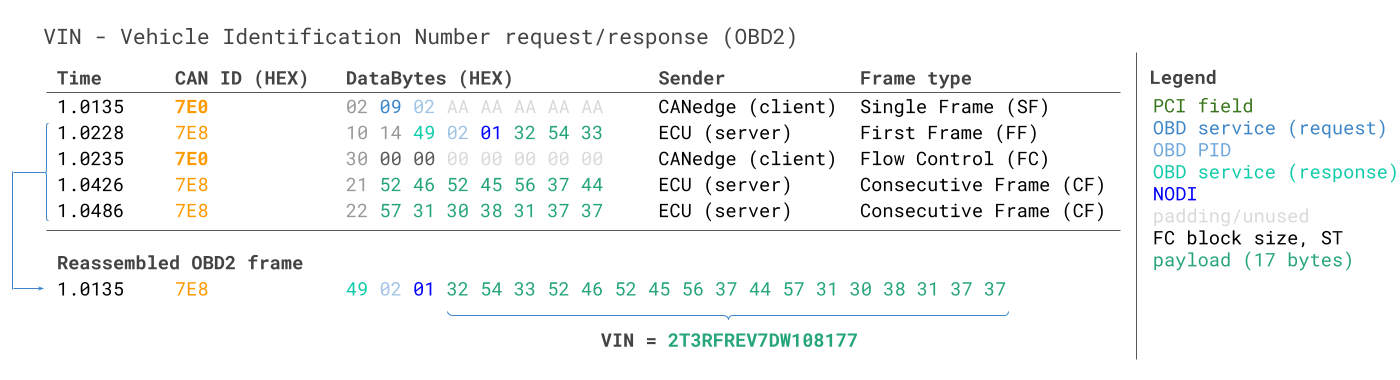 VIN - Vehicle Identification Number request/response (OBD2)
Time CAN ID (HEX) DataBytes (HEX) Sender Frame type
1.0135 7E0 02 09 02 AA AA AA AA AA CANedge (client) Single Frame (SF)
1.0228 7E8 10 14 49 02 01 32 54 33 ECU (server) First Frame (FF)
1.0235 7E0 30 00 00 00 00 00 00 00 CANedge (client) Flow Control (FC)
1.0426 7E8 21 52 46 52 45 56 37 44 ECU (server) Consecutive Frame (CF)
1.0486 7E8 22 57 31 30 38 31 37 37 ECU (server) Consecutive Frame (CF)
Reassembled OBD2 frame
1.0135 7E8 49 02 01 32 54 33 52 46 52 45 56 37 44 57 31 30 38 31 37 37
VIN = 2T3RFREV7DW108177
Legend
PCI field
OBD service (request)
OBD PID
OBD service (response)
NODI
padding/unused
FC block size, ST
payload (17 bytes)